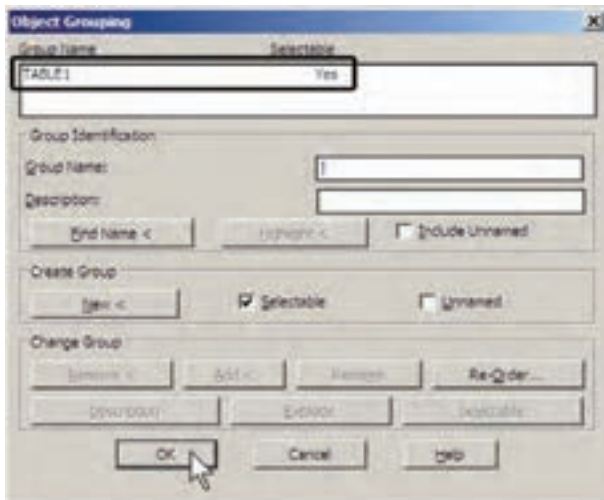 Object Grouping
Group Name Selectable
TABLE1 Yes
Group Identification
Group Name:
Description:
Find Name < Highlight < Include Unnamed
Create Group
New < Selectable Unnamed
Change Group
Remove < Add < Rename Re-Order...
Description Explode Selectable
OK Cancel Help